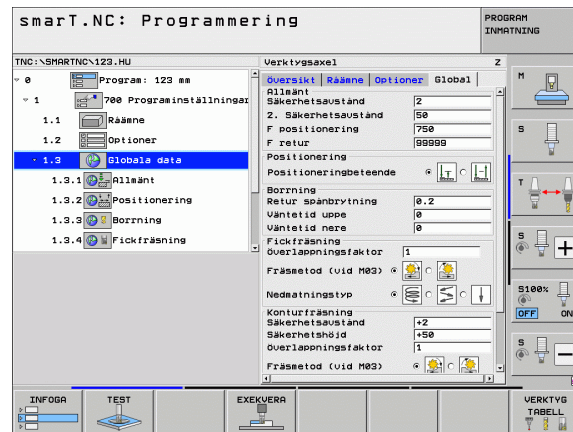 smarT.NC: Programmering
PROGRAM
INMATNING
TNC:\SMARTNC\123.HU
Verktygsaxel Z
0 Program: 123 mm
1 700 Programinställningar
1.1 Råämne
1.2 Optioner
1.3 Globala data
1.3.1 Allmänt
1.3.2 Positionering
1.3.3 Borrning
1.3.4 Fickfräsning
Översikt Råämne Optioner Global
Allmänt
Säkerhetsavstånd 2
2. Säkerhetsavstånd 50
F positionering 750
F retur 99999
Positionering
Positioneringbeteende
Borrning
Retur spånbrytning 0.2
Väntetid uppe 0
Väntetid nere 0
Fickfräsning
Överlappningsfaktor 1
Fräsmetod (vid M03)
Nedmatningstyp
Konturfräsning
Säkerhetsavstånd +2
Säkerhetshöjd +50
Överlappningsfaktor 1
Fräsmetod (vid M03)
M
S
T
S
S100%
OFF ON
S
INFOGA
TEST
EXEKVERA
VERKTYG
TABELL